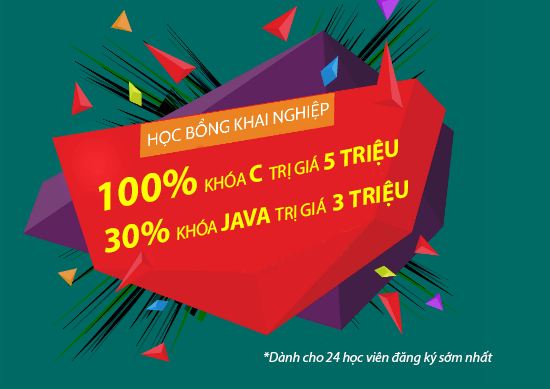 HỌC BỔNG KHAI NGHIỆP
100% KHÓA C TRỊ GIÁ 5 TRIỆU
30% KHÓA JAVA TRỊ GIÁ 3 TRIỆU
*Dành cho 24 học viên đăng ký sớm nhất